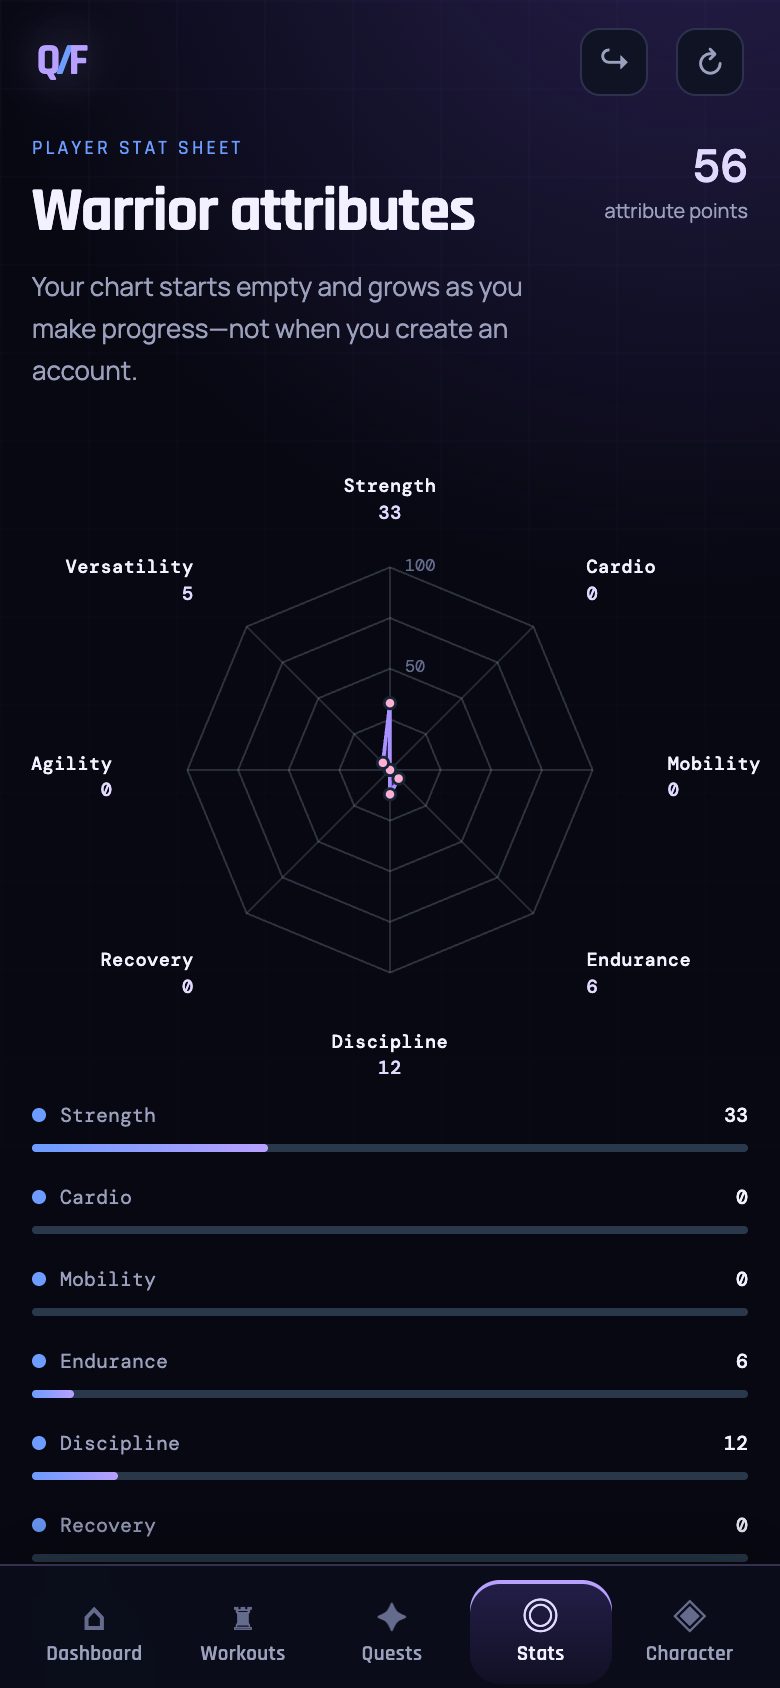 Q/F
PLAYER STAT SHEET
Warrior attributes
56
attribute points
Your chart starts empty and grows as you
make progress—not when you create an
account.
Strength
33
Versatility
5
Cardio
0
100
50
Agility
0
Mobility
0
Recovery
0
Endurance
6
Discipline
12
Strength 33
Cardio 0
Mobility 0
Endurance 6
Discipline 12
Recovery 0
Dashboard
Workouts
Quests
Stats
Character